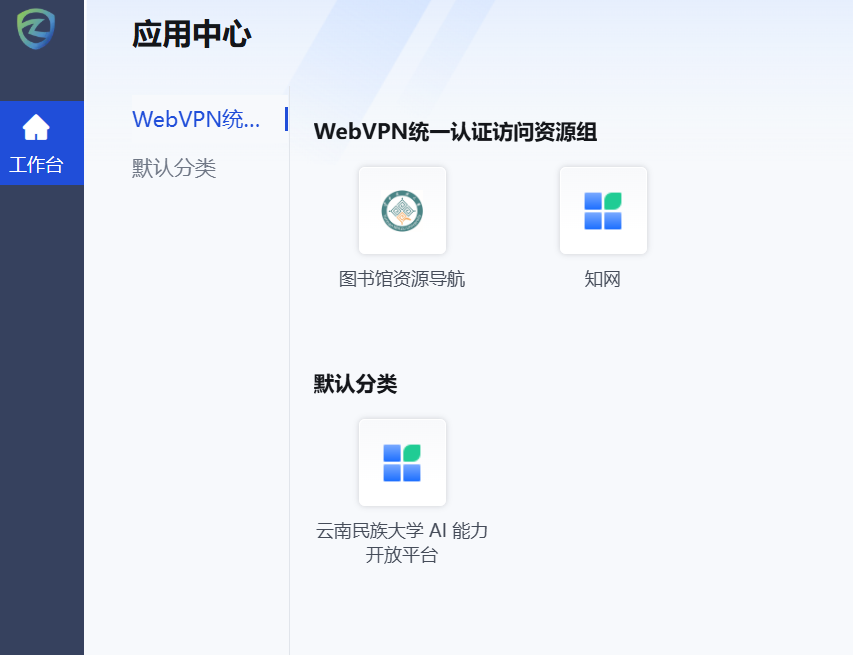 应用中心
工作台
WebVPN统...
默认分类
WebVPN统一认证访问资源组
图书馆资源导航
知网
默认分类
云南民族大学 AI 能力
开放平台